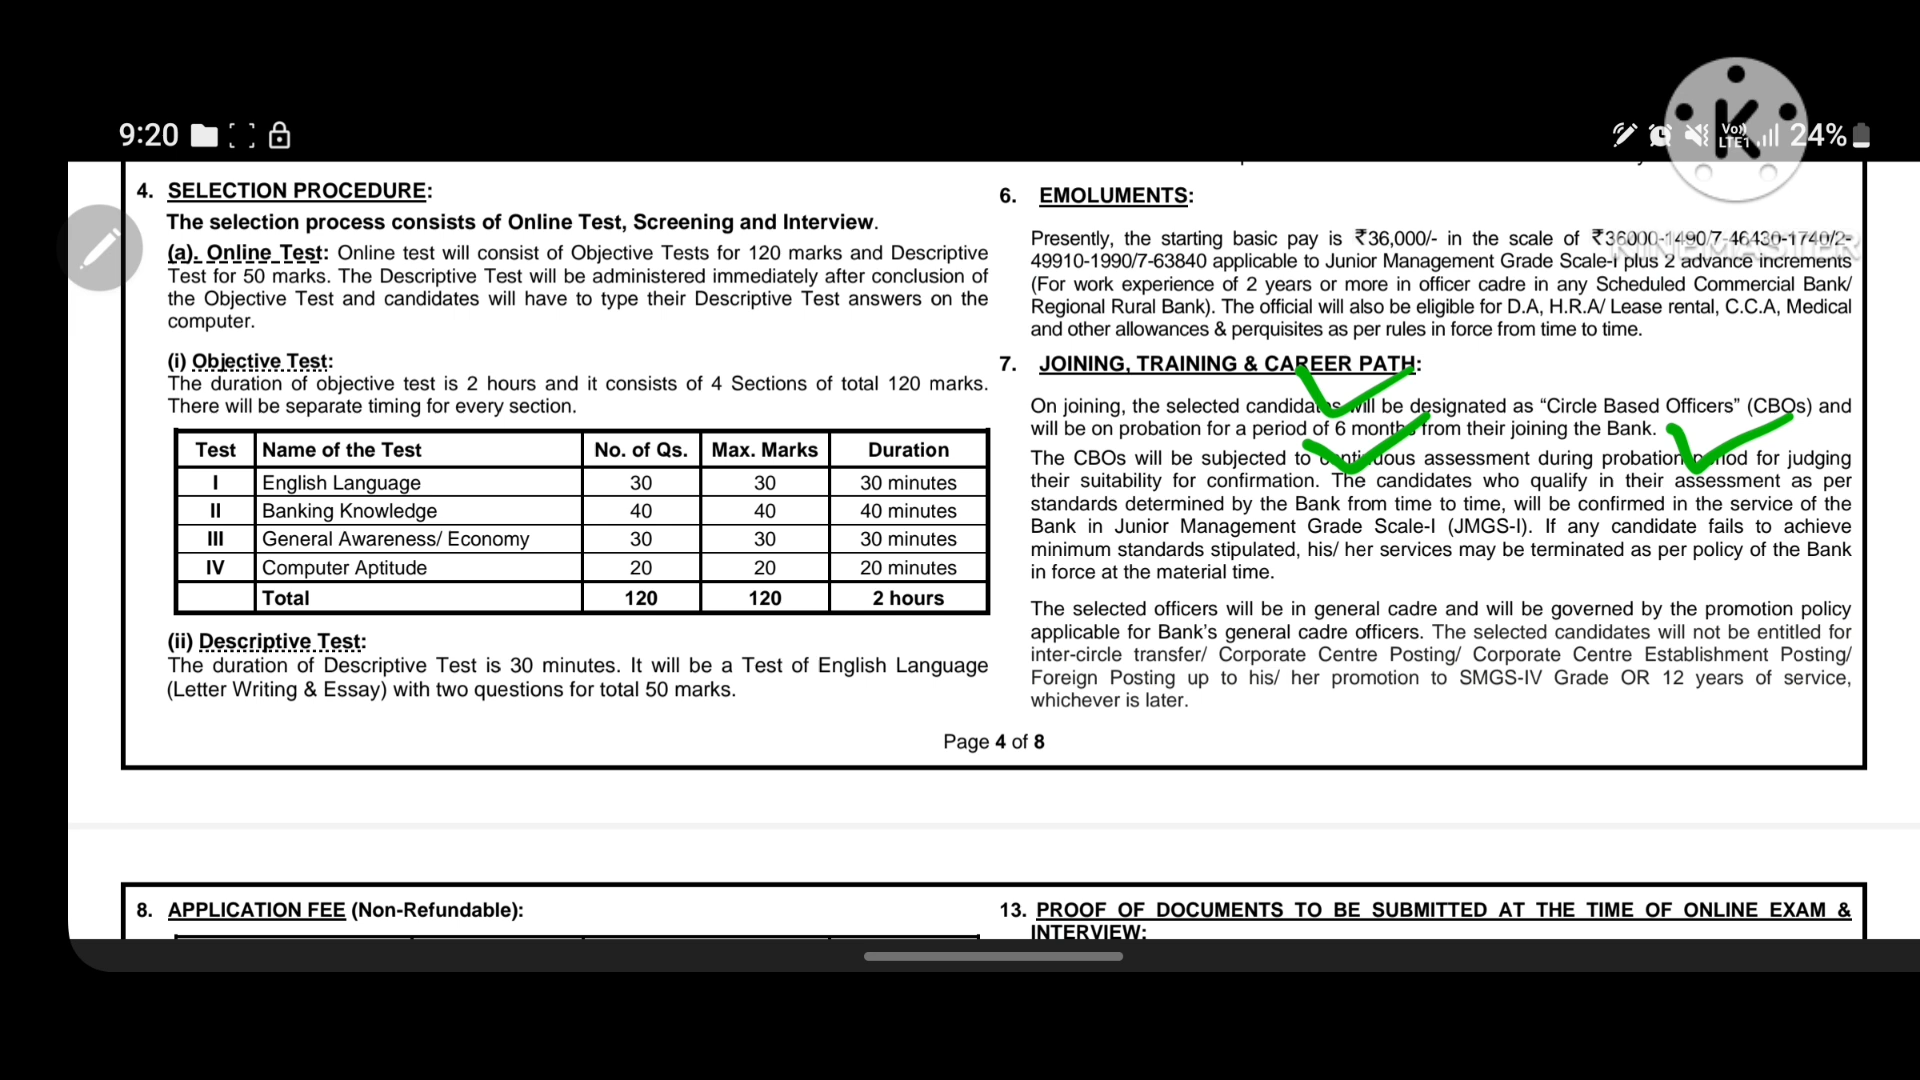 9:20
Vo))
LTE1
24%
K
KINEMASTER
4. SELECTION PROCEDURE:
The selection process consists of Online Test, Screening and Interview.
(a). Online Test: Online test will consist of Objective Tests for 120 marks and Descriptive
Test for 50 marks. The Descriptive Test will be administered immediately after conclusion of
the Objective Test and candidates will have to type their Descriptive Test answers on the
computer.
(i) Objective Test:
The duration of objective test is 2 hours and it consists of 4 Sections of total 120 marks.
There will be separate timing for every section.
Test Name of the Test No. of Qs. Max. Marks Duration
I English Language 30 30 30 minutes
II Banking Knowledge 40 40 40 minutes
III General Awareness/ Economy 30 30 30 minutes
IV Computer Aptitude 20 20 20 minutes
Total 120 120 2 hours
(ii) Descriptive Test:
The duration of Descriptive Test is 30 minutes. It will be a Test of English Language
(Letter Writing & Essay) with two questions for total 50 marks.
6. EMOLUMENTS:
Presently, the starting basic pay is ₹36,000/- in the scale of ₹36000-1490/7-46430-1740/2-
49910-1990/7-63840 applicable to Junior Management Grade Scale-I plus 2 advance increments
(For work experience of 2 years or more in officer cadre in any Scheduled Commercial Bank/
Regional Rural Bank). The official will also be eligible for D.A, H.R.A/ Lease rental, C.C.A, Medical
and other allowances & perquisites as per rules in force from time to time.
7. JOINING, TRAINING & CAREER PATH:
On joining, the selected candidates will be designated as “Circle Based Officers” (CBOs) and
will be on probation for a period of 6 months from their joining the Bank.
The CBOs will be subjected to continuous assessment during probation period for judging
their suitability for confirmation. The candidates who qualify in their assessment as per
standards determined by the Bank from time to time, will be confirmed in the service of the
Bank in Junior Management Grade Scale-I (JMGS-I). If any candidate fails to achieve
minimum standards stipulated, his/ her services may be terminated as per policy of the Bank
in force at the material time.
The selected officers will be in general cadre and will be governed by the promotion policy
applicable for Bank’s general cadre officers. The selected candidates will not be entitled for
inter-circle transfer/ Corporate Centre Posting/ Corporate Centre Establishment Posting/
Foreign Posting up to his/ her promotion to SMGS-IV Grade OR 12 years of service,
whichever is later.
Page 4 of 8
8. APPLICATION FEE (Non-Refundable):
13. PROOF OF DOCUMENTS TO BE SUBMITTED AT THE TIME OF ONLINE EXAM &
INTERVIEW: